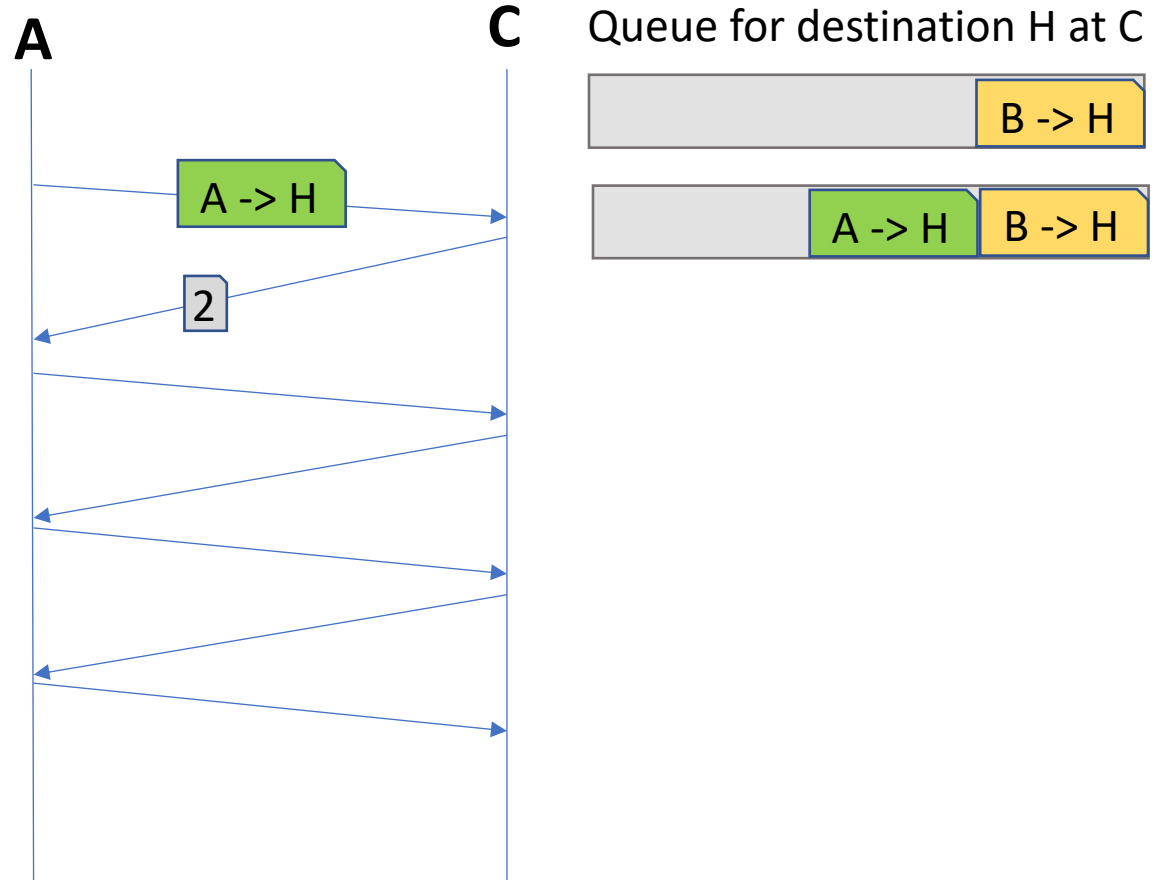 A
C
Queue for destination H at C
B -> H
A -> H
A -> H
B -> H
2